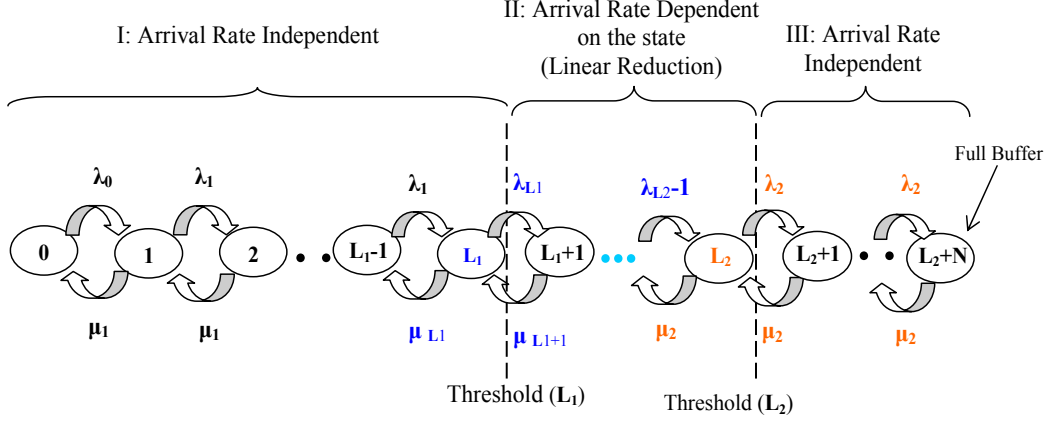 II: Arrival Rate Dependent
on the state
(Linear Reduction)
I: Arrival Rate Independent
III: Arrival Rate
Independent
Full Buffer
λ0 λ1 λ1 λL1 λL2-1 λ2 λ2
0 1 2 • • L1-1 L1 L1+1 ••• L2 L2+1 • • L2+N
μ1 μ1 μ L1 μ L1+1 μ2 μ2 μ2
Threshold (L1)
Threshold (L2)